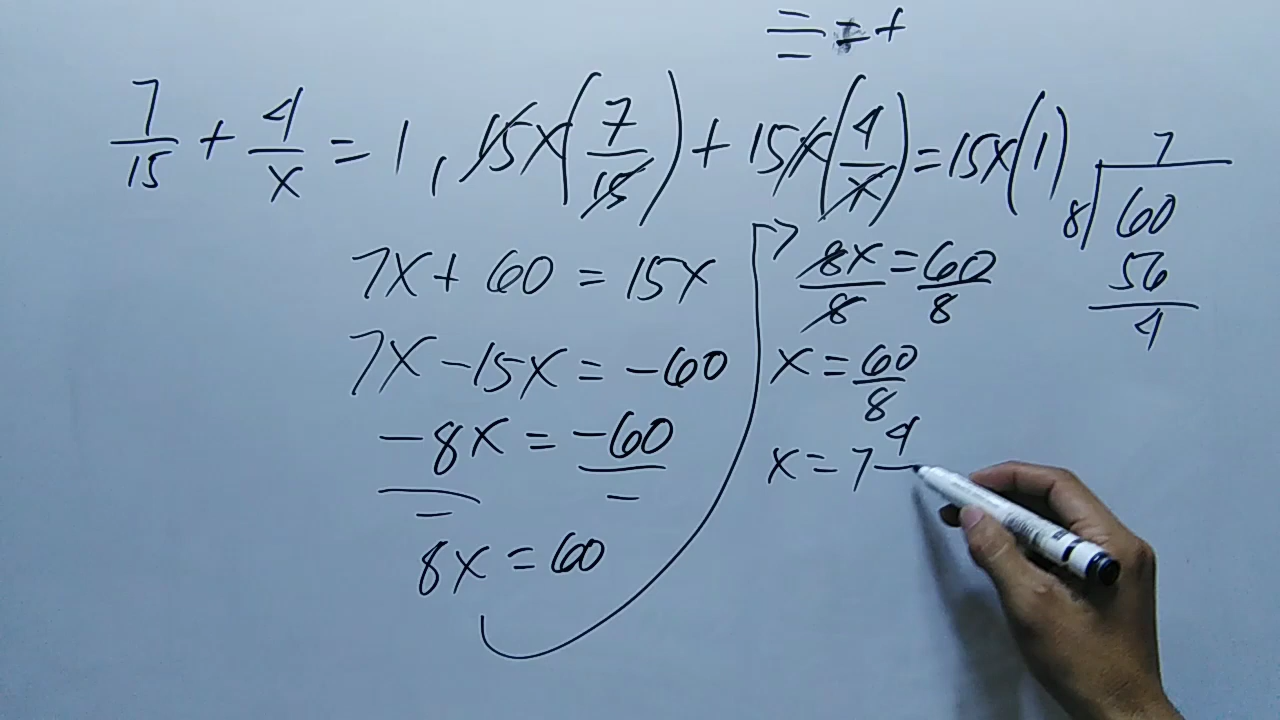 = = +
7/15 + 4/x = 1, 15x(7/15) + 15x(4/x) = 15x(1)
7x + 60 = 15x
7x - 15x = -60
-8x = -60
- -
8x = 60
8x/8 = 60/8
x = 60/8
x = 7 4/
7
8 60
56
4